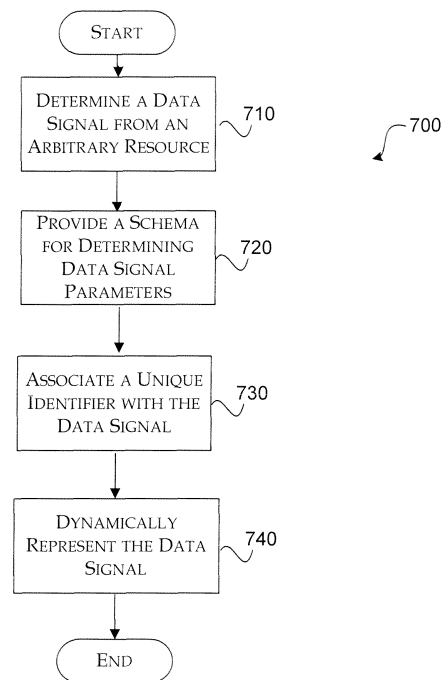 START
DETERMINE A DATA
SIGNAL FROM AN
ARBITRARY RESOURCE
710
700
PROVIDE A SCHEMA
FOR DETERMINING
DATA SIGNAL
PARAMETERS
720
ASSOCIATE A UNIQUE
IDENTIFIER WITH THE
DATA SIGNAL
730
DYNAMICALLY
REPRESENT THE DATA
SIGNAL
740
END